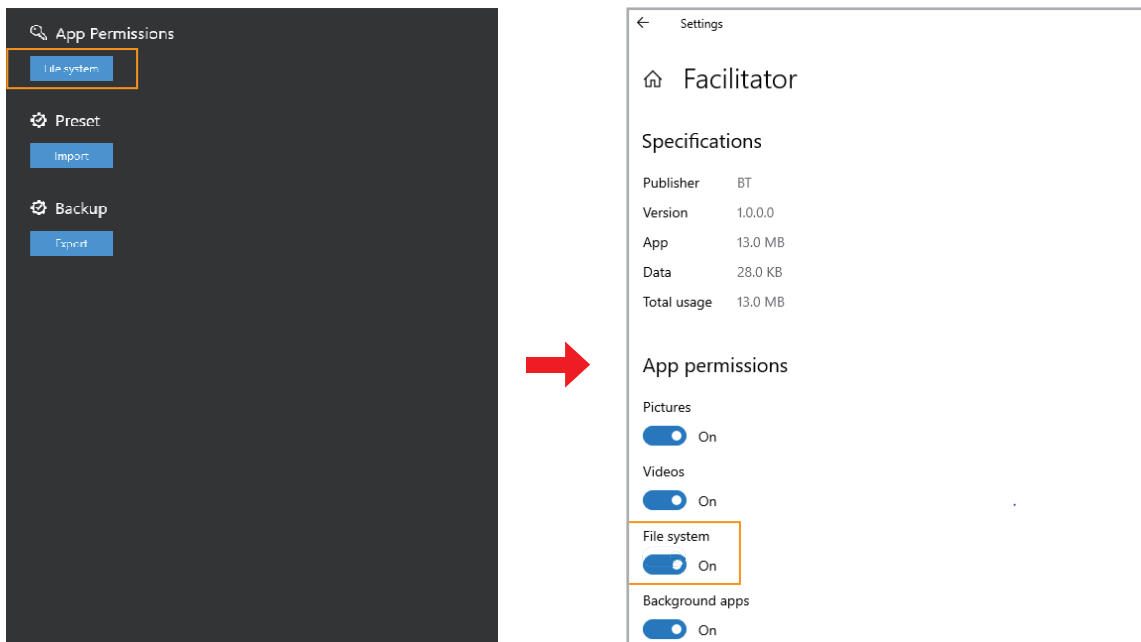 App Permissions
File system
Preset
Import
Backup
Export
Settings
Facilitator
Specifications
Publisher BT
Version 1.0.0.0
App 13.0 MB
Data 28.0 KB
Total usage 13.0 MB
App permissions
Pictures
On
Videos
On
File system
On
Background apps
On